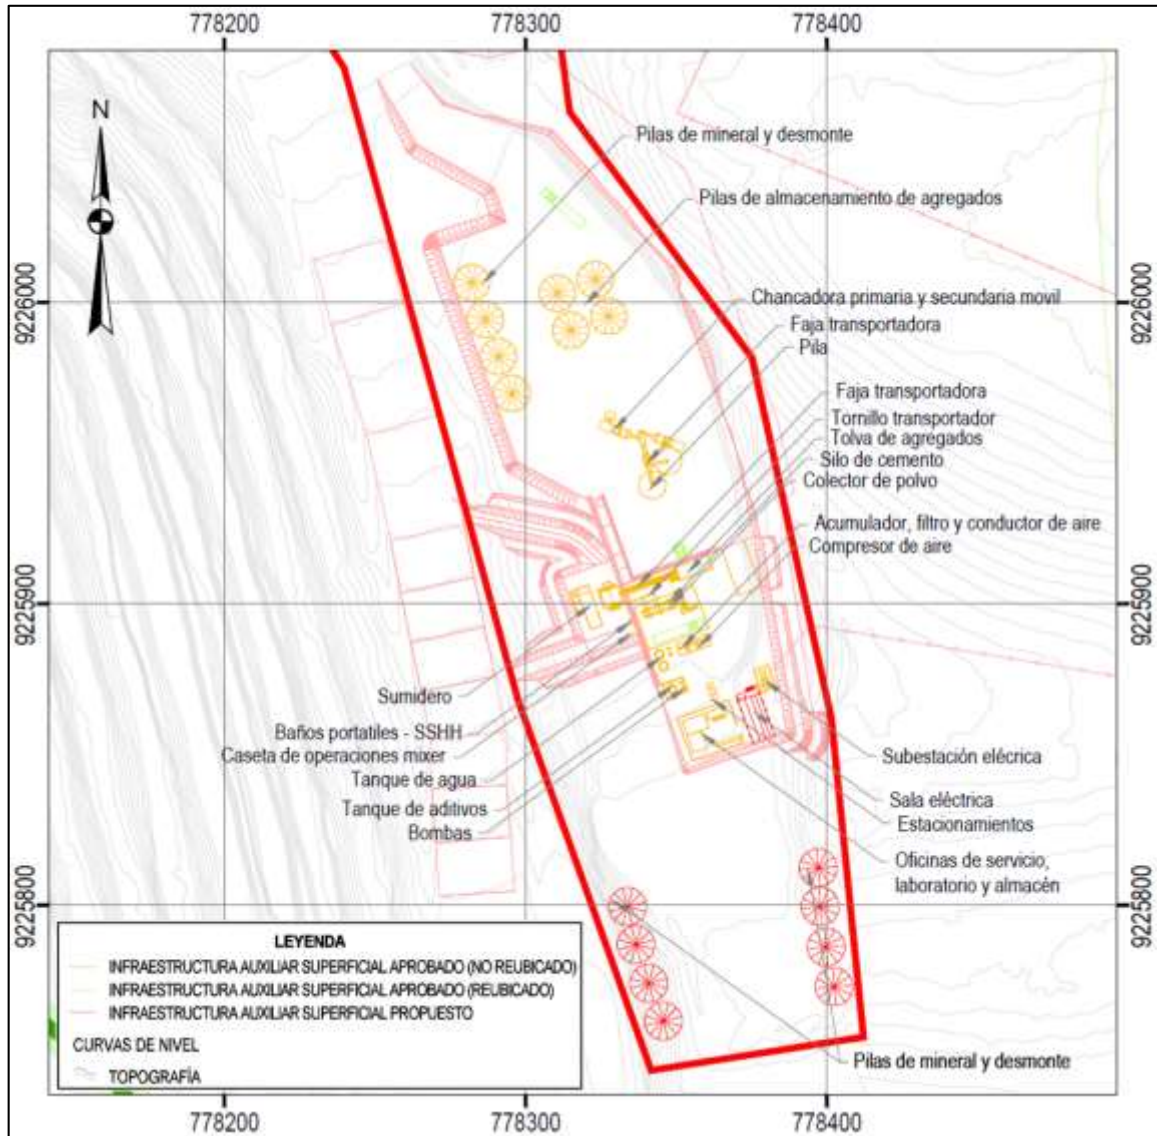 778200
778300
778400
N
Pilas de mineral y desmonte
Pilas de almacenamiento de agregados
9226000
9226000
Chancadora primaria y secundaria movil
Faja transportadora
Pila
Faja transportadora
Tornillo transportador
Tolva de agregados
Silo de cemento
Colector de polvo
Acumulador, filtro y conductor de aire
Compresor de aire
9225900
9225900
Sumidero
Baños portatiles - SSHH
Caseta de operaciones mixer
Tanque de agua
Tanque de aditivos
Bombas
Subestación elécrica
Sala eléctrica
Estacionamientos
Oficinas de servicio,
laboratorio y almacén
9225800
9225800
LEYENDA
INFRAESTRUCTURA AUXILIAR SUPERFICIAL APROBADO (NO REUBICADO)
INFRAESTRUCTURA AUXILIAR SUPERFICIAL APROBADO (REUBICADO)
INFRAESTRUCTURA AUXILIAR SUPERFICIAL PROPUESTO
CURVAS DE NIVEL
TOPOGRAFÍA
Pilas de mineral y desmonte
778200
778300
778400